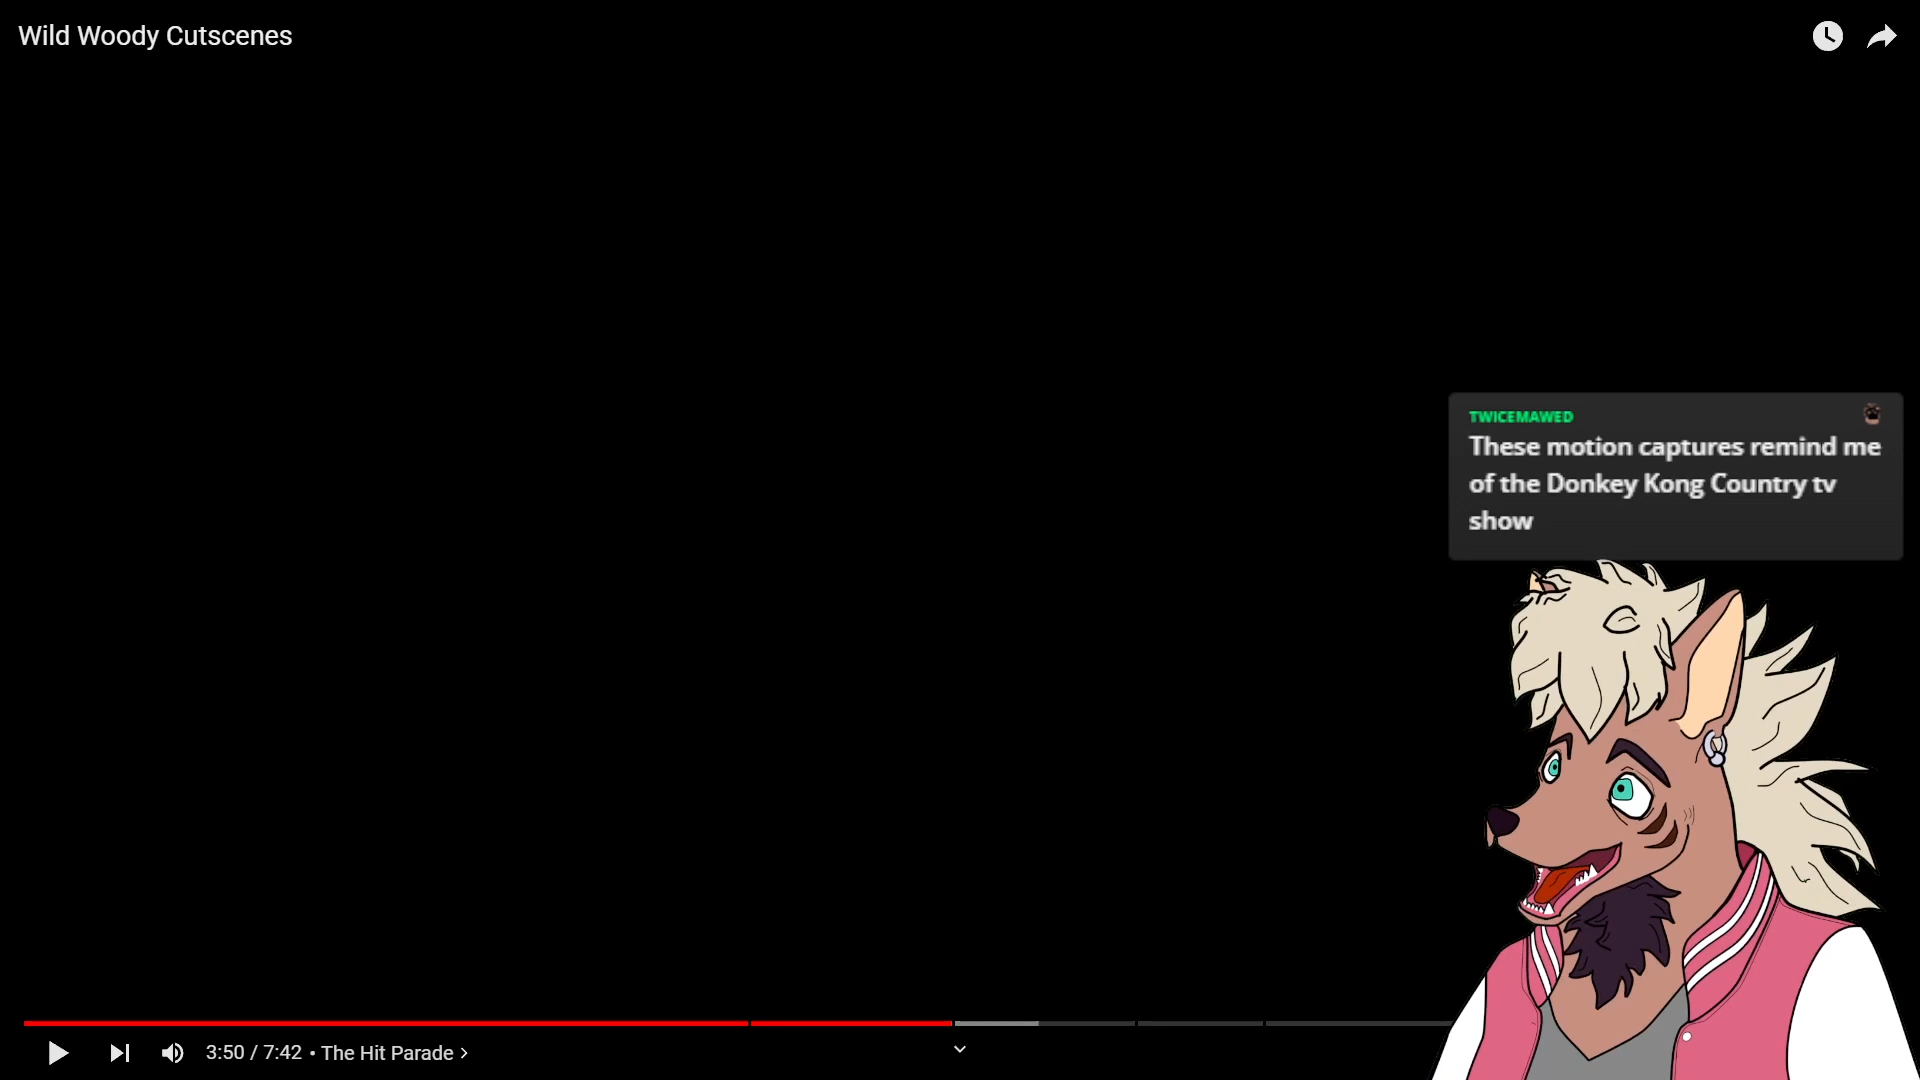 Wild Woody Cutscenes
TWICEMAWED
These motion captures remind me
of the Donkey Kong Country tv
show
3:50 / 7:42 • The Hit Parade >